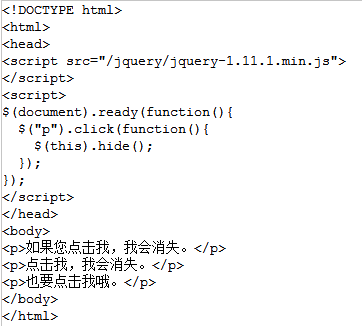 <!DOCTYPE html>
<html>
<head>
<script src="/jquery/jquery-1.11.1.min.js">
</script>
<script>
$(document).ready(function(){
  $("p").click(function(){
    $(this).hide();
  });
});
</script>
</head>
<body>
<p>如果您点击我，我会消失。</p>
<p>点击我，我会消失。</p>
<p>也要点击我哦。</p>
</body>
</html>